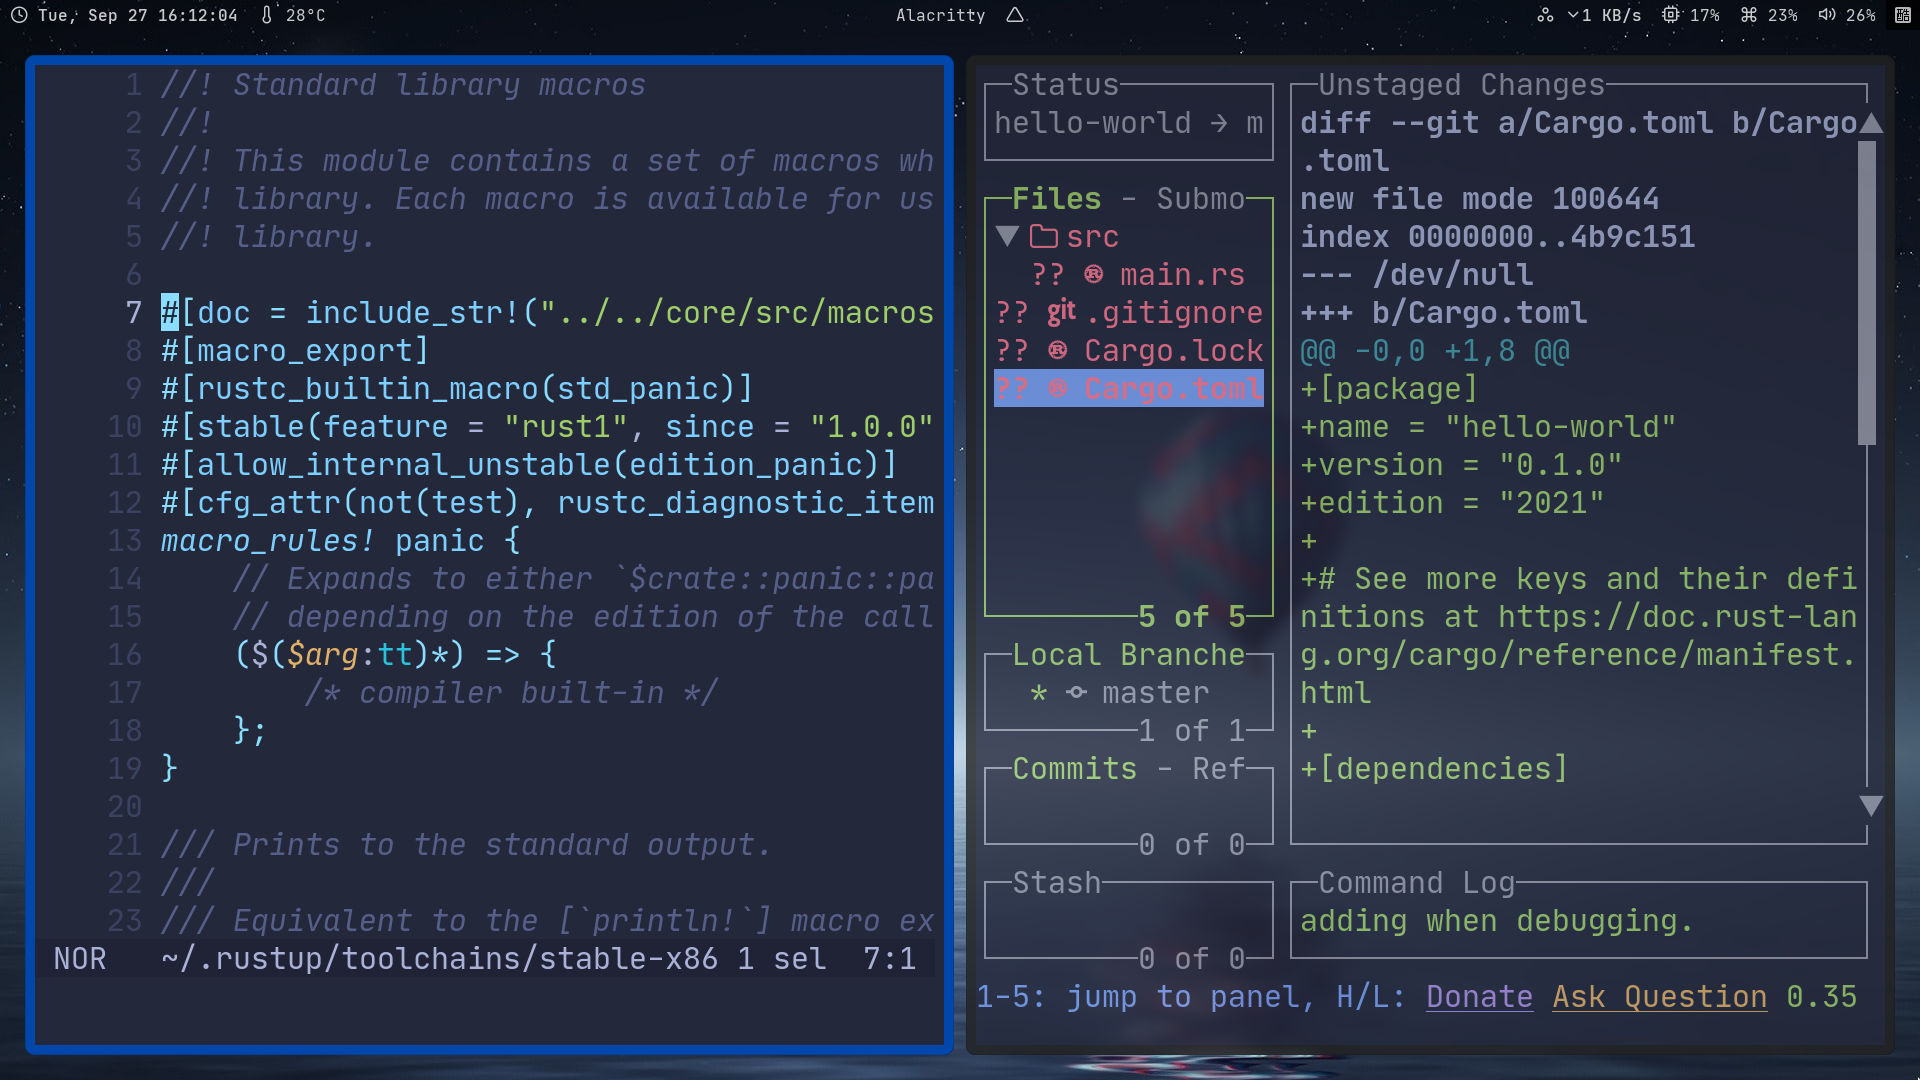 Tue, Sep 27 16:12:04 28°C
Alacritty
1 KB/s 17% 23% 26%
1 //! Standard library macros
2 //!
3 //! This module contains a set of macros wh
4 //! library. Each macro is available for us
5 //! library.
6
7 #[doc = include_str!("../../core/src/macros
8 #[macro_export]
9 #[rustc_builtin_macro(std_panic)]
10 #[stable(feature = "rust1", since = "1.0.0"
11 #[allow_internal_unstable(edition_panic)]
12 #[cfg_attr(not(test), rustc_diagnostic_item
13 macro_rules! panic {
14 // Expands to either `$crate::panic::pa
15 // depending on the edition of the call
16 ($($arg:tt)*) => {
17 /* compiler built-in */
18 };
19 }
20
21 /// Prints to the standard output.
22 ///
23 /// Equivalent to the [`println!`] macro ex
NOR ~/.rustup/toolchains/stable-x86 1 sel 7:1
Status
hello-world → m
Files - Submo
▼ src
?? main.rs
?? git .gitignore
?? Cargo.lock
?? Cargo.toml
5 of 5
Local Branche
* master
1 of 1
Commits - Ref
0 of 0
Stash
0 of 0
Unstaged Changes
diff --git a/Cargo.toml b/Cargo
.toml
new file mode 100644
index 0000000..4b9c151
--- /dev/null
+++ b/Cargo.toml
@@ -0,0 +1,8 @@
+[package]
+name = "hello-world"
+version = "0.1.0"
+edition = "2021"
+
+# See more keys and their defi
nitions at https://doc.rust-lan
g.org/cargo/reference/manifest.
html
+
+[dependencies]
Command Log
adding when debugging.
1-5: jump to panel, H/L: Donate Ask Question 0.35